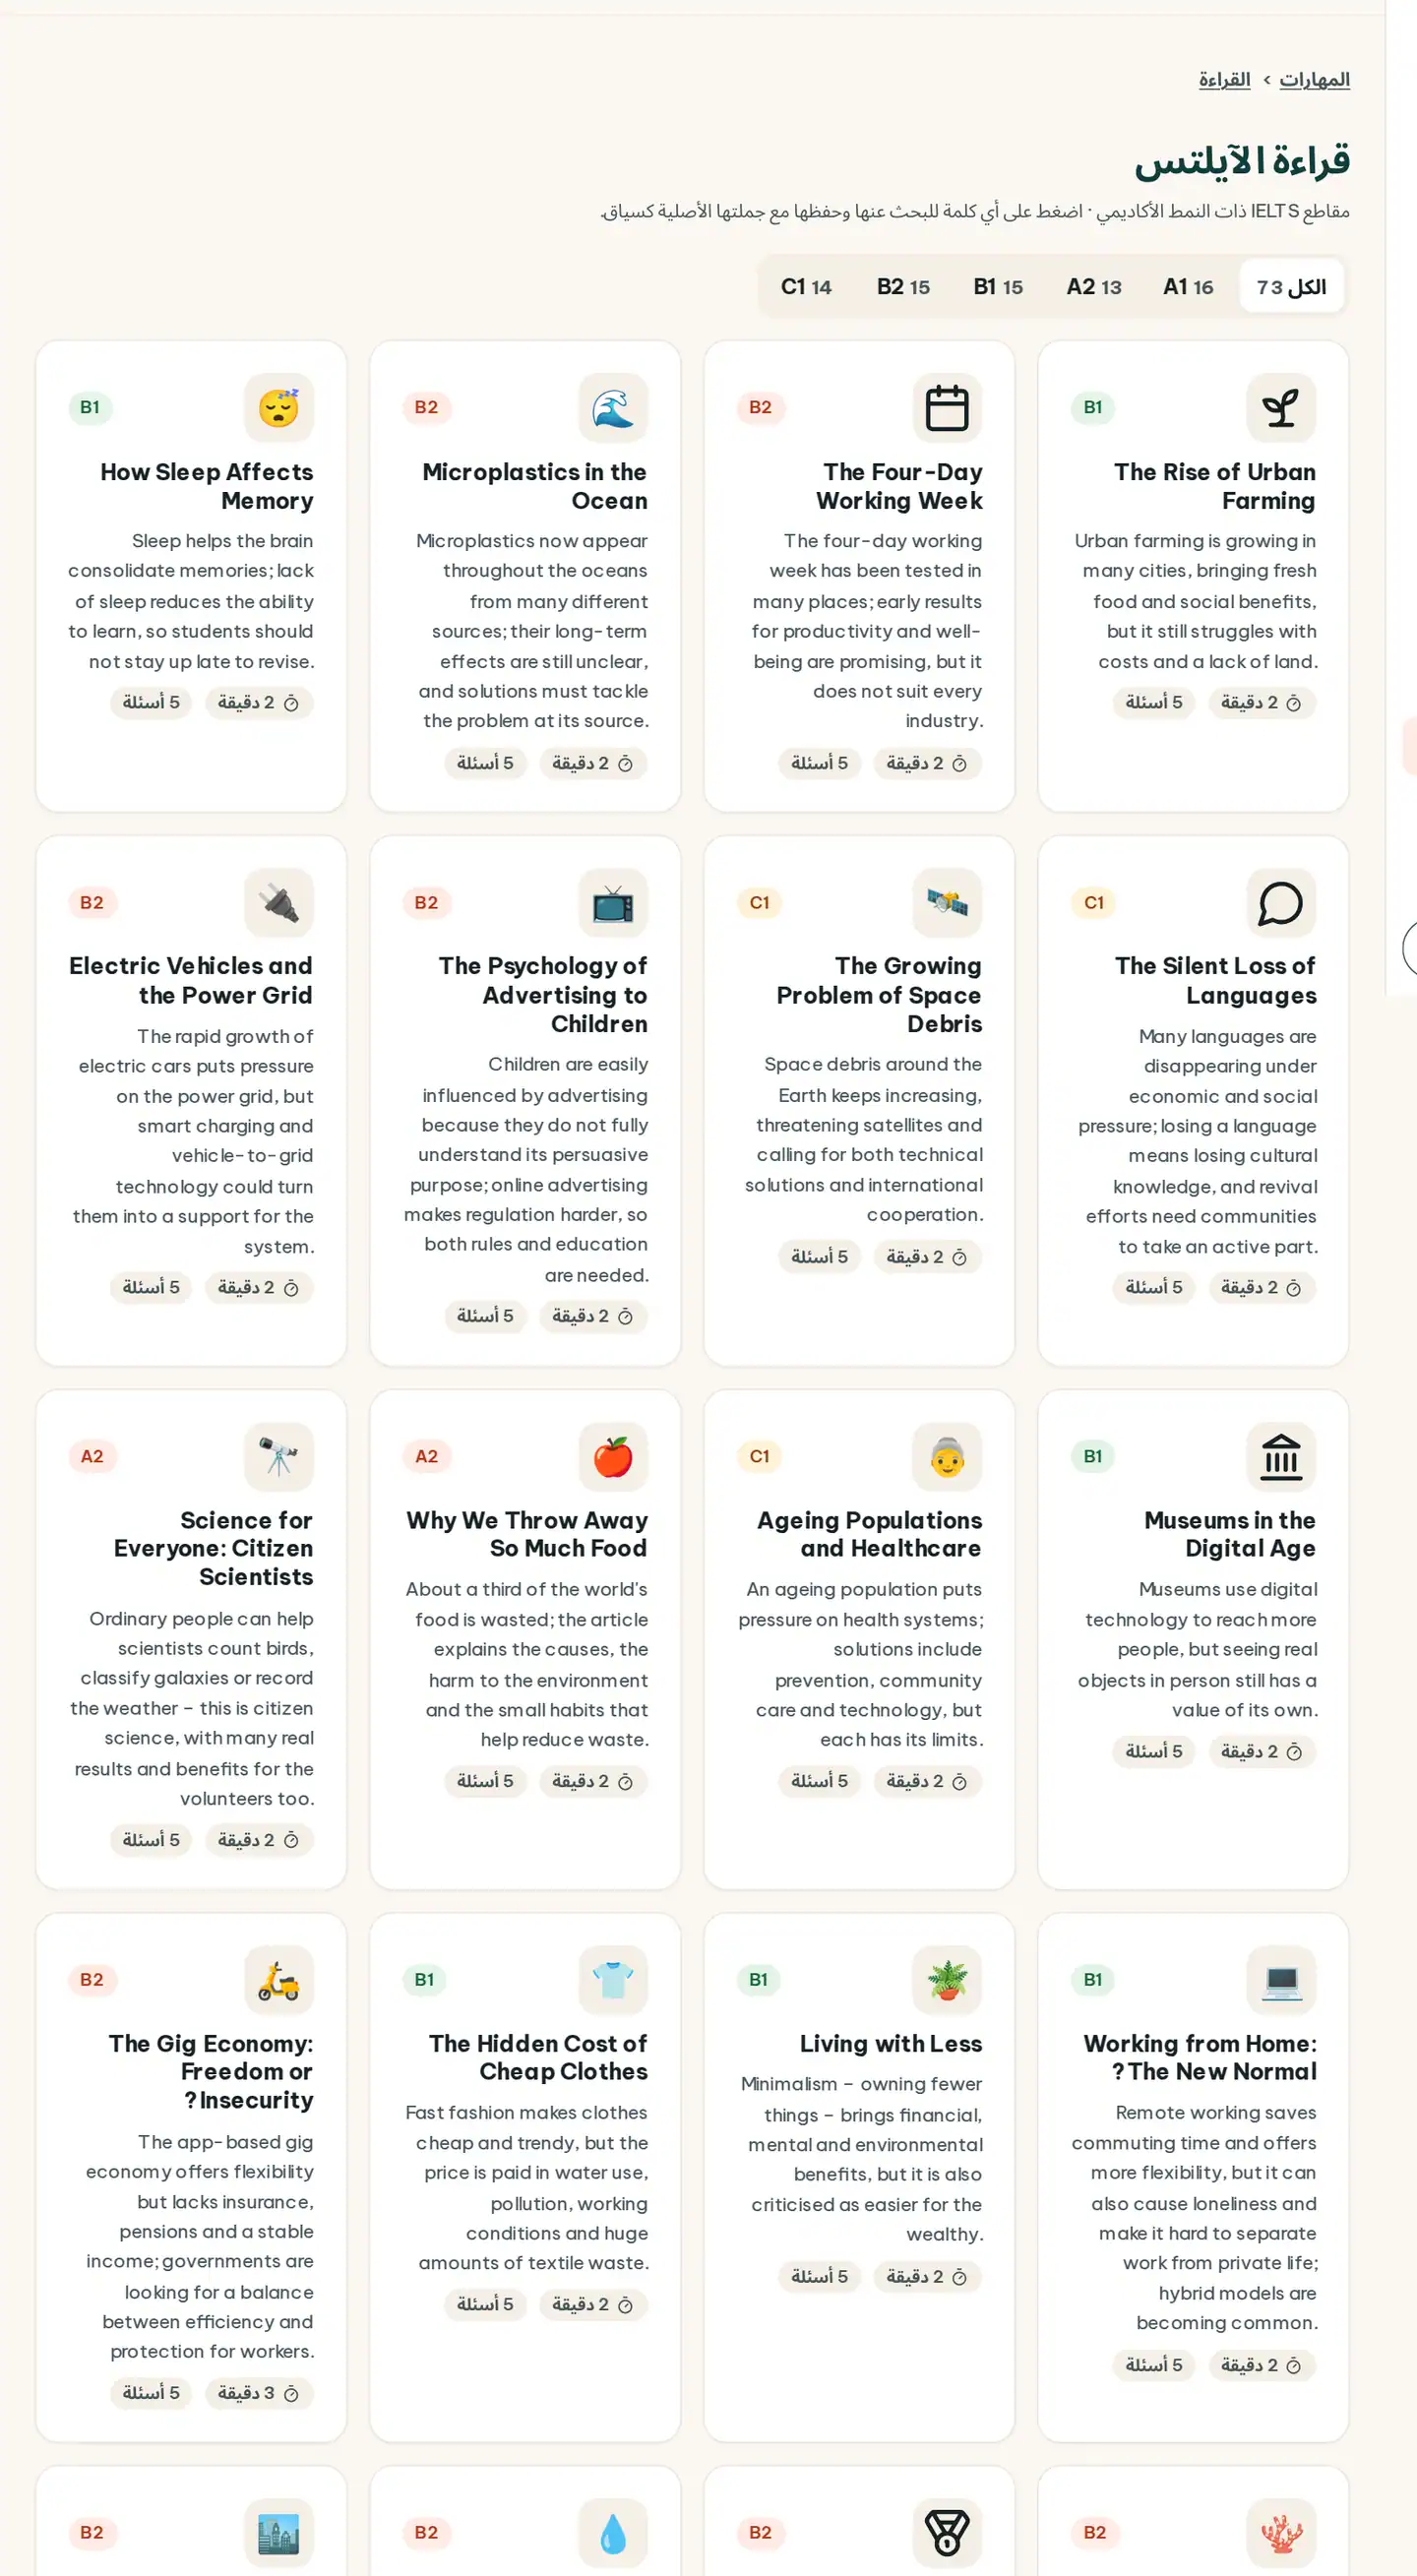 المهارات › القراءة
قراءة الآيلتس
مقاطع IELTS ذات النمط الأكاديمي · اضغط على أي كلمة للبحث عنها وحفظها مع جملتها الأصلية كسياق.
الكل 73 A1 16 A2 13 B1 15 B2 15 C1 14
B1
The Rise of Urban
Farming
Urban farming is growing in
many cities, bringing fresh
food and social benefits,
but it still struggles with
costs and a lack of land.
2 دقيقة 5 أسئلة
B2
The Four-Day
Working Week
The four-day working
week has been tested in
many places; early results
for productivity and well-
being are promising, but it
does not suit every
industry.
2 دقيقة 5 أسئلة
B2
Microplastics in the
Ocean
Microplastics now appear
throughout the oceans
from many different
sources; their long-term
effects are still unclear,
and solutions must tackle
the problem at its source.
2 دقيقة 5 أسئلة
B1
How Sleep Affects
Memory
Sleep helps the brain
consolidate memories; lack
of sleep reduces the ability
to learn, so students should
not stay up late to revise.
2 دقيقة 5 أسئلة
C1
The Silent Loss of
Languages
Many languages are
disappearing under
economic and social
pressure; losing a language
means losing cultural
knowledge, and revival
efforts need communities
to take an active part.
2 دقيقة 5 أسئلة
C1
The Growing
Problem of Space
Debris
Space debris around the
Earth keeps increasing,
threatening satellites and
calling for both technical
solutions and international
cooperation.
2 دقيقة 5 أسئلة
B2
The Psychology of
Advertising to
Children
Children are easily
influenced by advertising
because they do not fully
understand its persuasive
purpose; online advertising
makes regulation harder, so
both rules and education
are needed.
2 دقيقة 5 أسئلة
B2
Electric Vehicles and
the Power Grid
The rapid growth of
electric cars puts pressure
on the power grid, but
smart charging and
vehicle-to-grid
technology could turn
them into a support for the
system.
2 دقيقة 5 أسئلة
B1
Museums in the
Digital Age
Museums use digital
technology to reach more
people, but seeing real
objects in person still has a
value of its own.
2 دقيقة 5 أسئلة
C1
Ageing Populations
and Healthcare
An ageing population puts
pressure on health systems;
solutions include
prevention, community
care and technology, but
each has its limits.
2 دقيقة 5 أسئلة
A2
Why We Throw Away
So Much Food
About a third of the world's
food is wasted; the article
explains the causes, the
harm to the environment
and the small habits that
help reduce waste.
2 دقيقة 5 أسئلة
A2
Science for
Everyone: Citizen
Scientists
Ordinary people can help
scientists count birds,
classify galaxies or record
the weather – this is citizen
science, with many real
results and benefits for the
volunteers too.
2 دقيقة 5 أسئلة
B1
Working from Home:
The New Normal?
Remote working saves
commuting time and offers
more flexibility, but it can
also cause loneliness and
make it hard to separate
work from private life;
hybrid models are
becoming common.
2 دقيقة 5 أسئلة
B1
Living with Less
Minimalism – owning fewer
things – brings financial,
mental and environmental
benefits, but it is also
criticised as easier for the
wealthy.
2 دقيقة 5 أسئلة
B1
The Hidden Cost of
Cheap Clothes
Fast fashion makes clothes
cheap and trendy, but the
price is paid in water use,
pollution, working
conditions and huge
amounts of textile waste.
2 دقيقة 5 أسئلة
B2
The Gig Economy:
Freedom or
Insecurity?
The app-based gig
economy offers flexibility
but lacks insurance,
pensions and a stable
income; governments are
looking for a balance
between efficiency and
protection for workers.
3 دقيقة 5 أسئلة
B2
B2
B2
B2